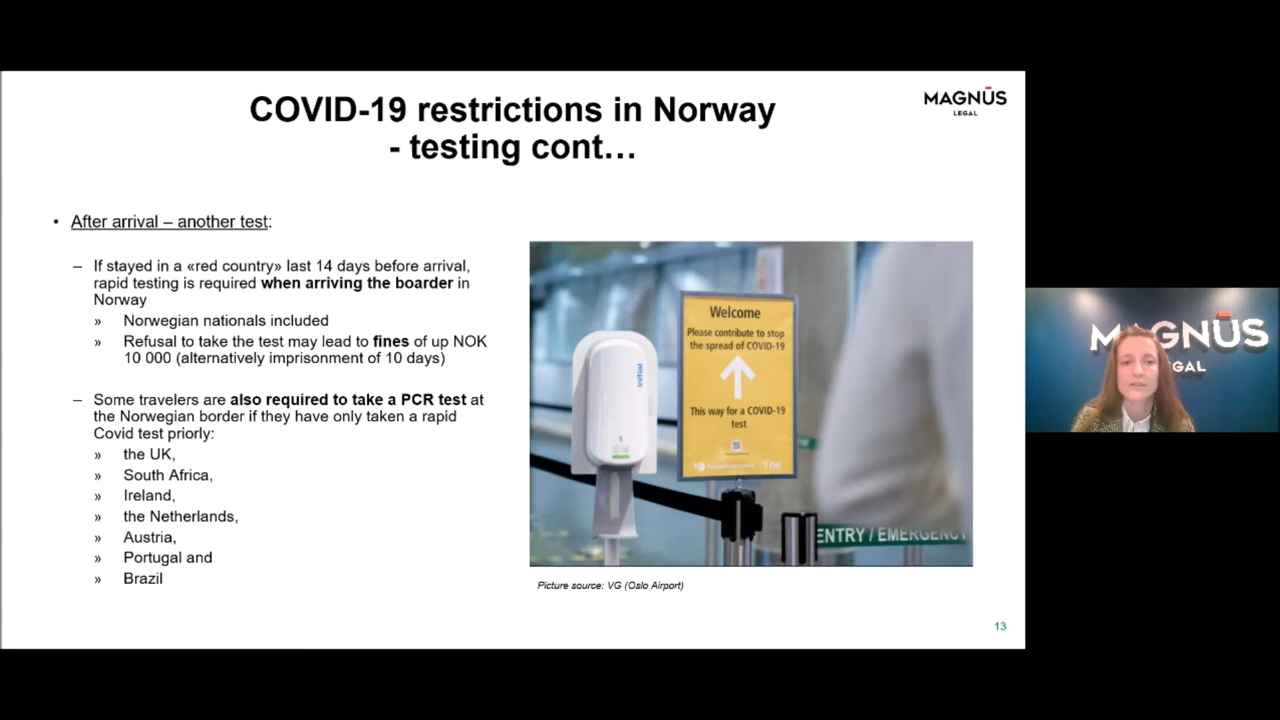 COVID-19 restrictions in Norway
- testing cont…
MAGNUS
LEGAL
• After arrival – another test:
– If stayed in a «red country» last 14 days before arrival,
rapid testing is required when arriving the boarder in
Norway
» Norwegian nationals included
» Refusal to take the test may lead to fines of up NOK
10 000 (alternatively imprisonment of 10 days)
– Some travelers are also required to take a PCR test at
the Norwegian border if they have only taken a rapid
Covid test priorly:
» the UK,
» South Africa,
» Ireland,
» the Netherlands,
» Austria,
» Portugal and
» Brazil
initial
Welcome
Please contribute to stop
the spread of COVID-19
This way for a COVID-19
test
ENTRY / EMERGENCY
Picture source: VG (Oslo Airport)
13
MAGNUS
EGAL